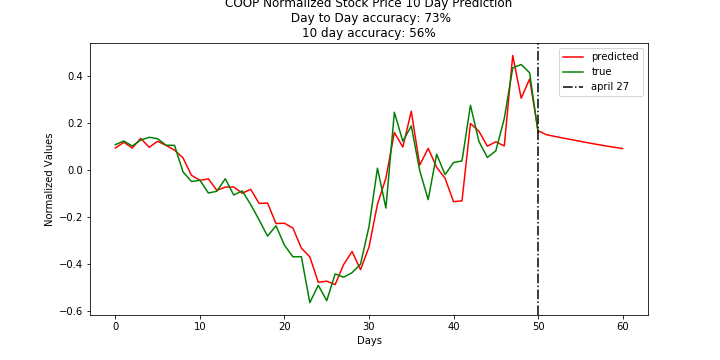 COOP Normalized Stock Price 10 Day Prediction
Day to Day accuracy: 73%
10 day accuracy: 56%
predicted
true
april 27
Normalized Values
0.4
0.2
0.0
−0.2
−0.4
−0.6
0
10
20
30
40
50
60
Days